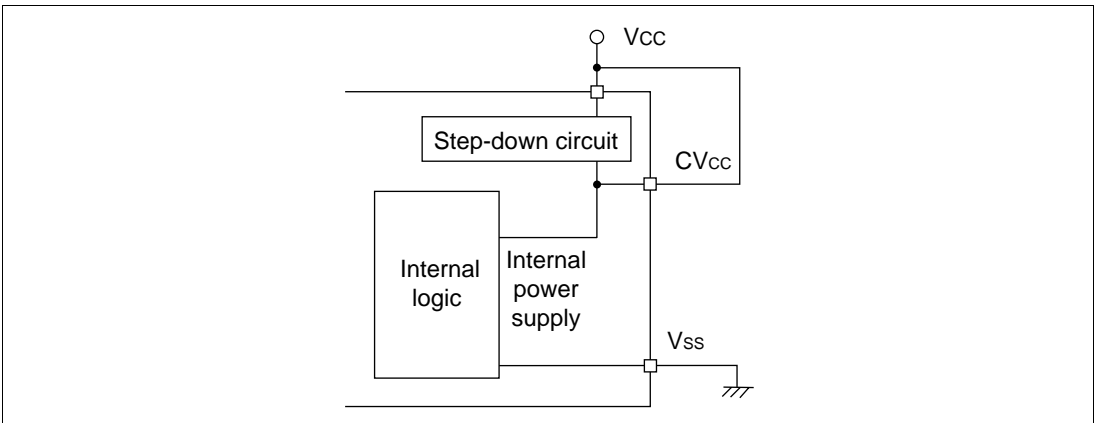 Vcc
Step-down circuit
CVcc
Internal
logic
Internal
power
supply
Vss